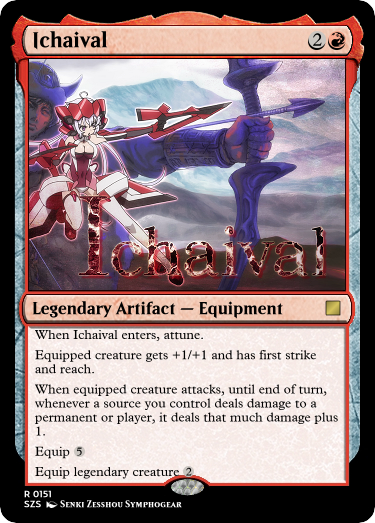 Ichaival 2
Ichaival
Legendary Artifact — Equipment
When Ichaival enters, attune.
Equipped creature gets +1/+1 and has first strike
and reach.
When equipped creature attacks, until end of turn,
whenever a source you control deals damage to a
permanent or player, it deals that much damage plus
1.
Equip 5
Equip legendary creature 2
R 0151
SZS SENKI ZESSHOU SYMPHOGEAR